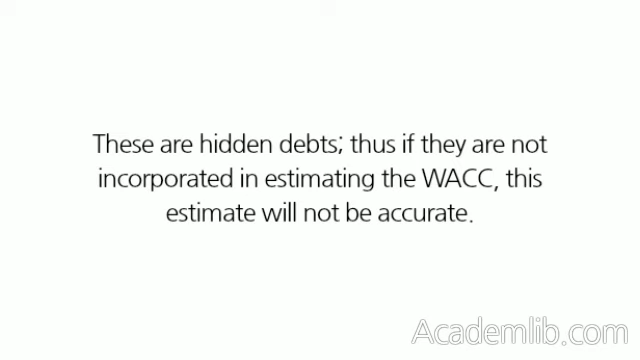 These are hidden debts; thus if they are not
incorporated in estimating the WACC, this
estimate will not be accurate.
Academlib.com